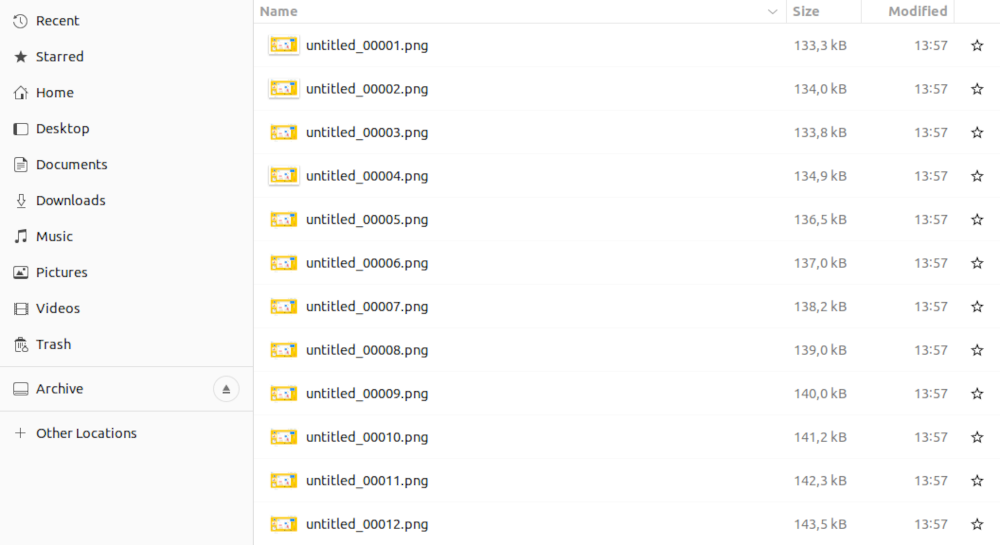 Recent
Starred
Home
Desktop
Documents
Downloads
Music
Pictures
Videos
Trash
Archive
Other Locations
Name Size Modified
untitled_00001.png 133,3 kB 13:57
untitled_00002.png 134,0 kB 13:57
untitled_00003.png 133,8 kB 13:57
untitled_00004.png 134,9 kB 13:57
untitled_00005.png 136,5 kB 13:57
untitled_00006.png 137,0 kB 13:57
untitled_00007.png 138,2 kB 13:57
untitled_00008.png 139,0 kB 13:57
untitled_00009.png 140,0 kB 13:57
untitled_00010.png 141,2 kB 13:57
untitled_00011.png 142,3 kB 13:57
untitled_00012.png 143,5 kB 13:57